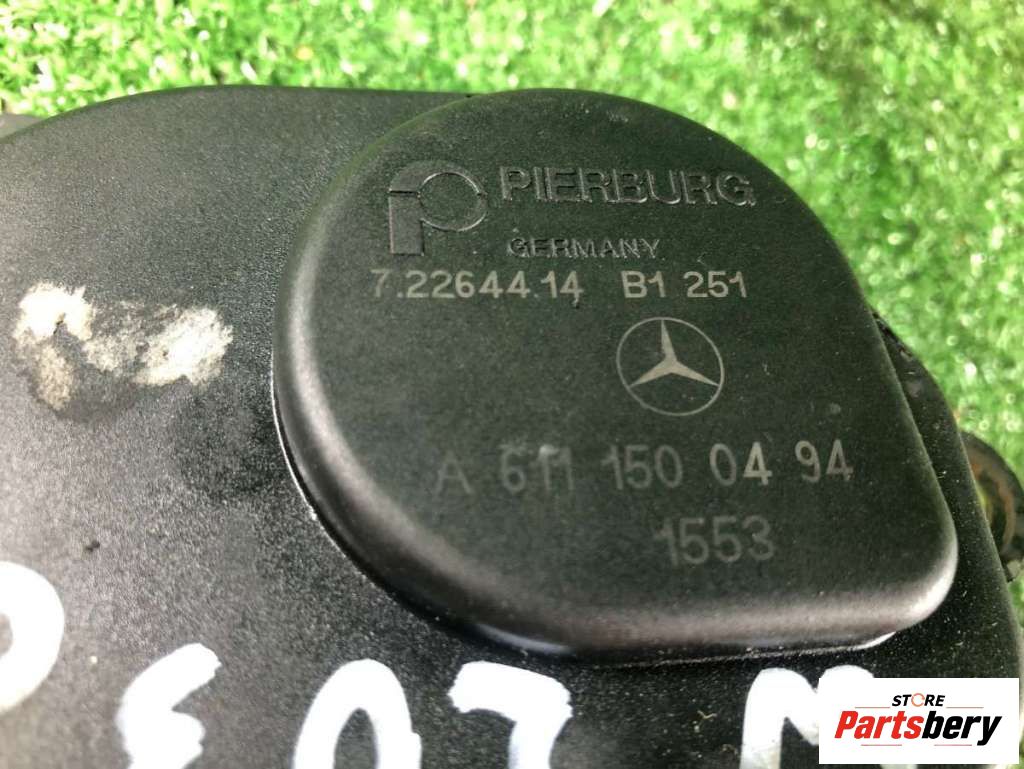 PIERBURG
GERMANY
7.22644.14 B1 251
A 611 150 04 94
1553
STORE
Partsbery